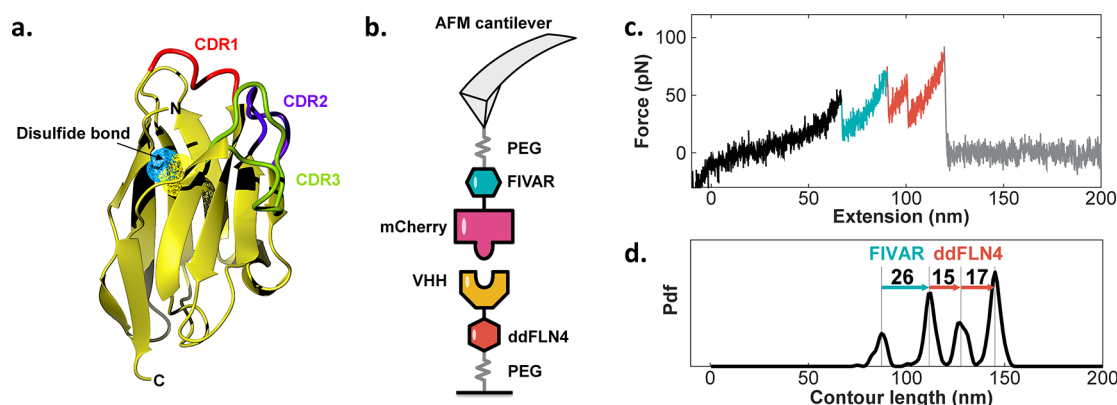 a.
CDR1
N
CDR2
Disulfide bond
CDR3
C
b.
AFM cantilever
PEG
FIVAR
mCherry
VHH
ddFLN4
PEG
c.
Force (pN)
100
50
0
0 50 100 150 200
Extension (nm)
d.
FIVAR ddFLN4
26 15 17
Pdf
0 50 100 150 200
Contour length (nm)